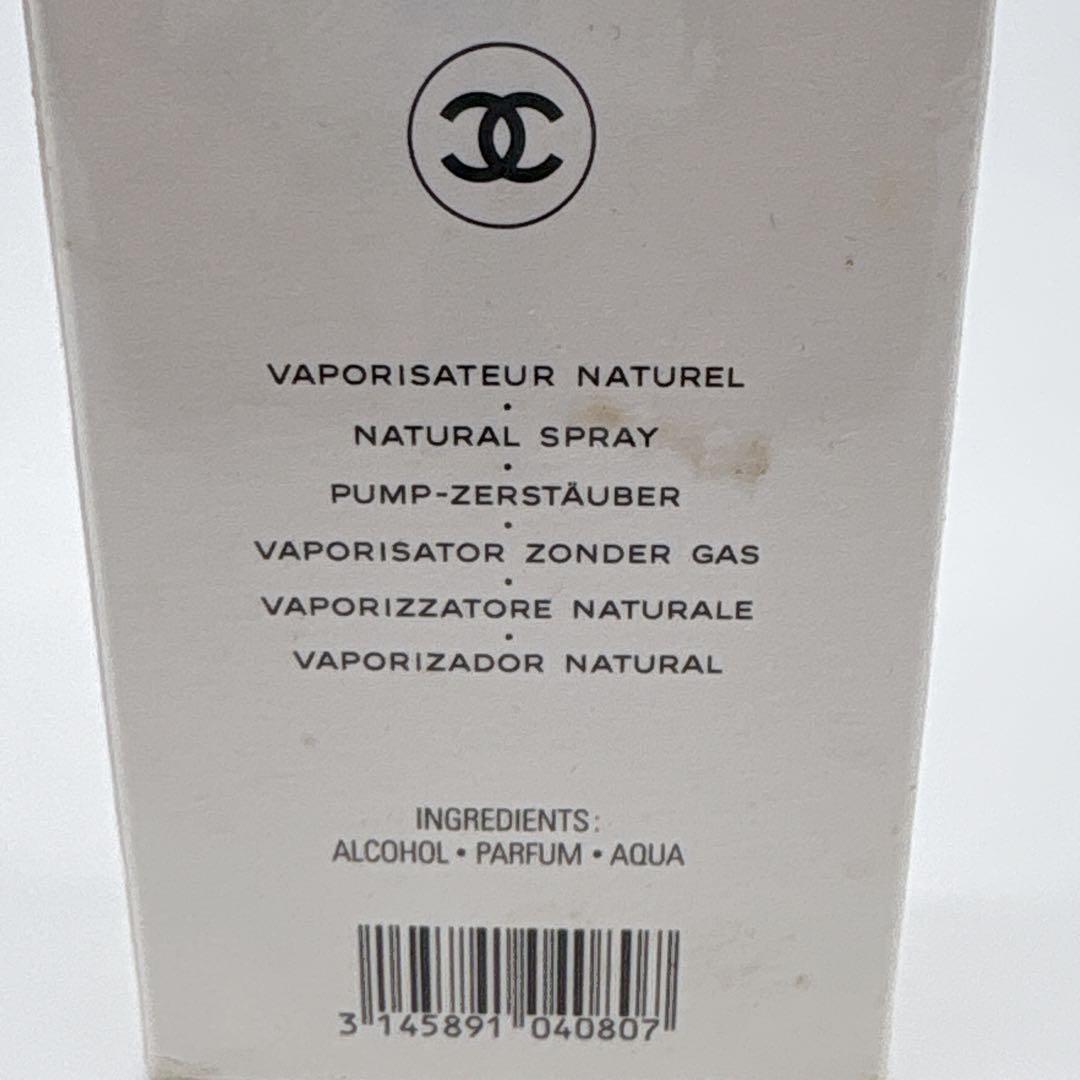 VAPORISATEUR NATUREL
•
NATURAL SPRAY
•
PUMP-ZERSTÄUBER
•
VAPORISATOR ZONDER GAS
•
VAPORIZZATORE NATURALE
•
VAPORIZADOR NATURAL
INGREDIENTS:
ALCOHOL • PARFUM • AQUA
3 145891 040807